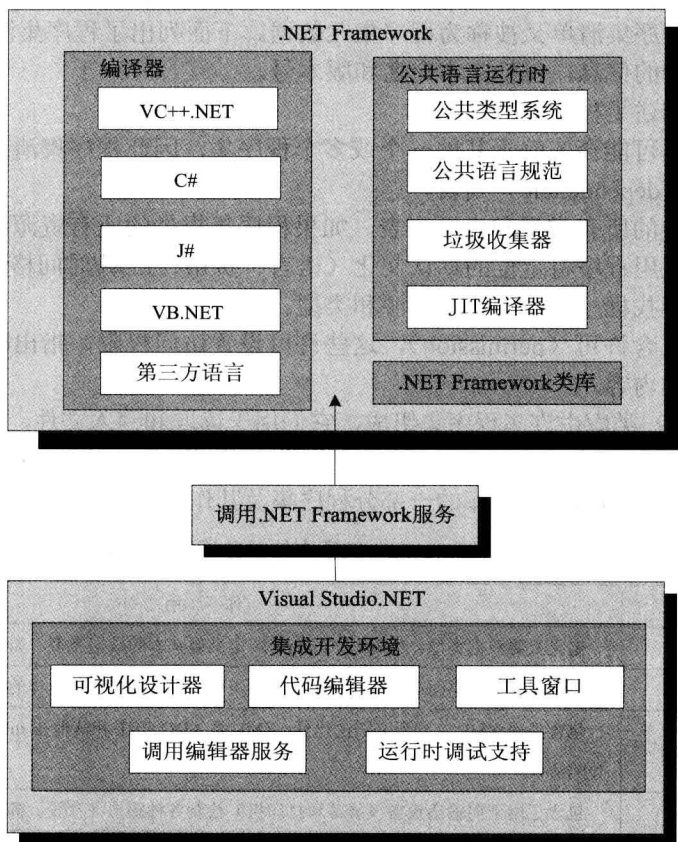 .NET Framework
编译器
VC++.NET
C#
J#
VB.NET
第三方语言
公共语言运行时
公共类型系统
公共语言规范
垃圾收集器
JIT编译器
.NET Framework类库
调用.NET Framework服务
Visual Studio.NET
集成开发环境
可视化设计器
代码编辑器
工具窗口
调用编辑器服务
运行时调试支持